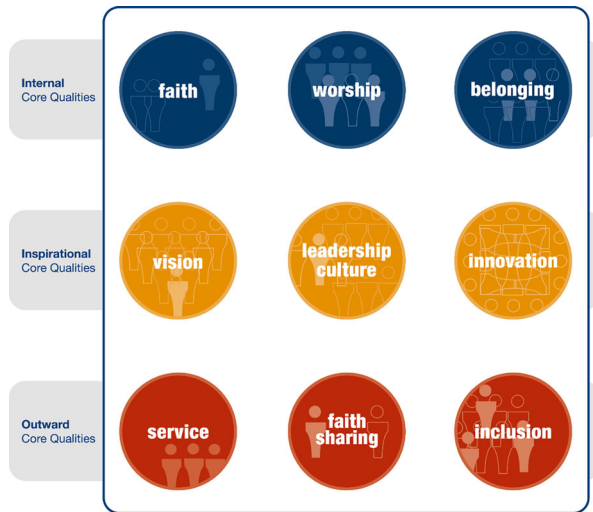 Internal
Core Qualities
faith
worship
belonging
Inspirational
Core Qualities
vision
leadership
culture
innovation
Outward
Core Qualities
service
faith
sharing
inclusion